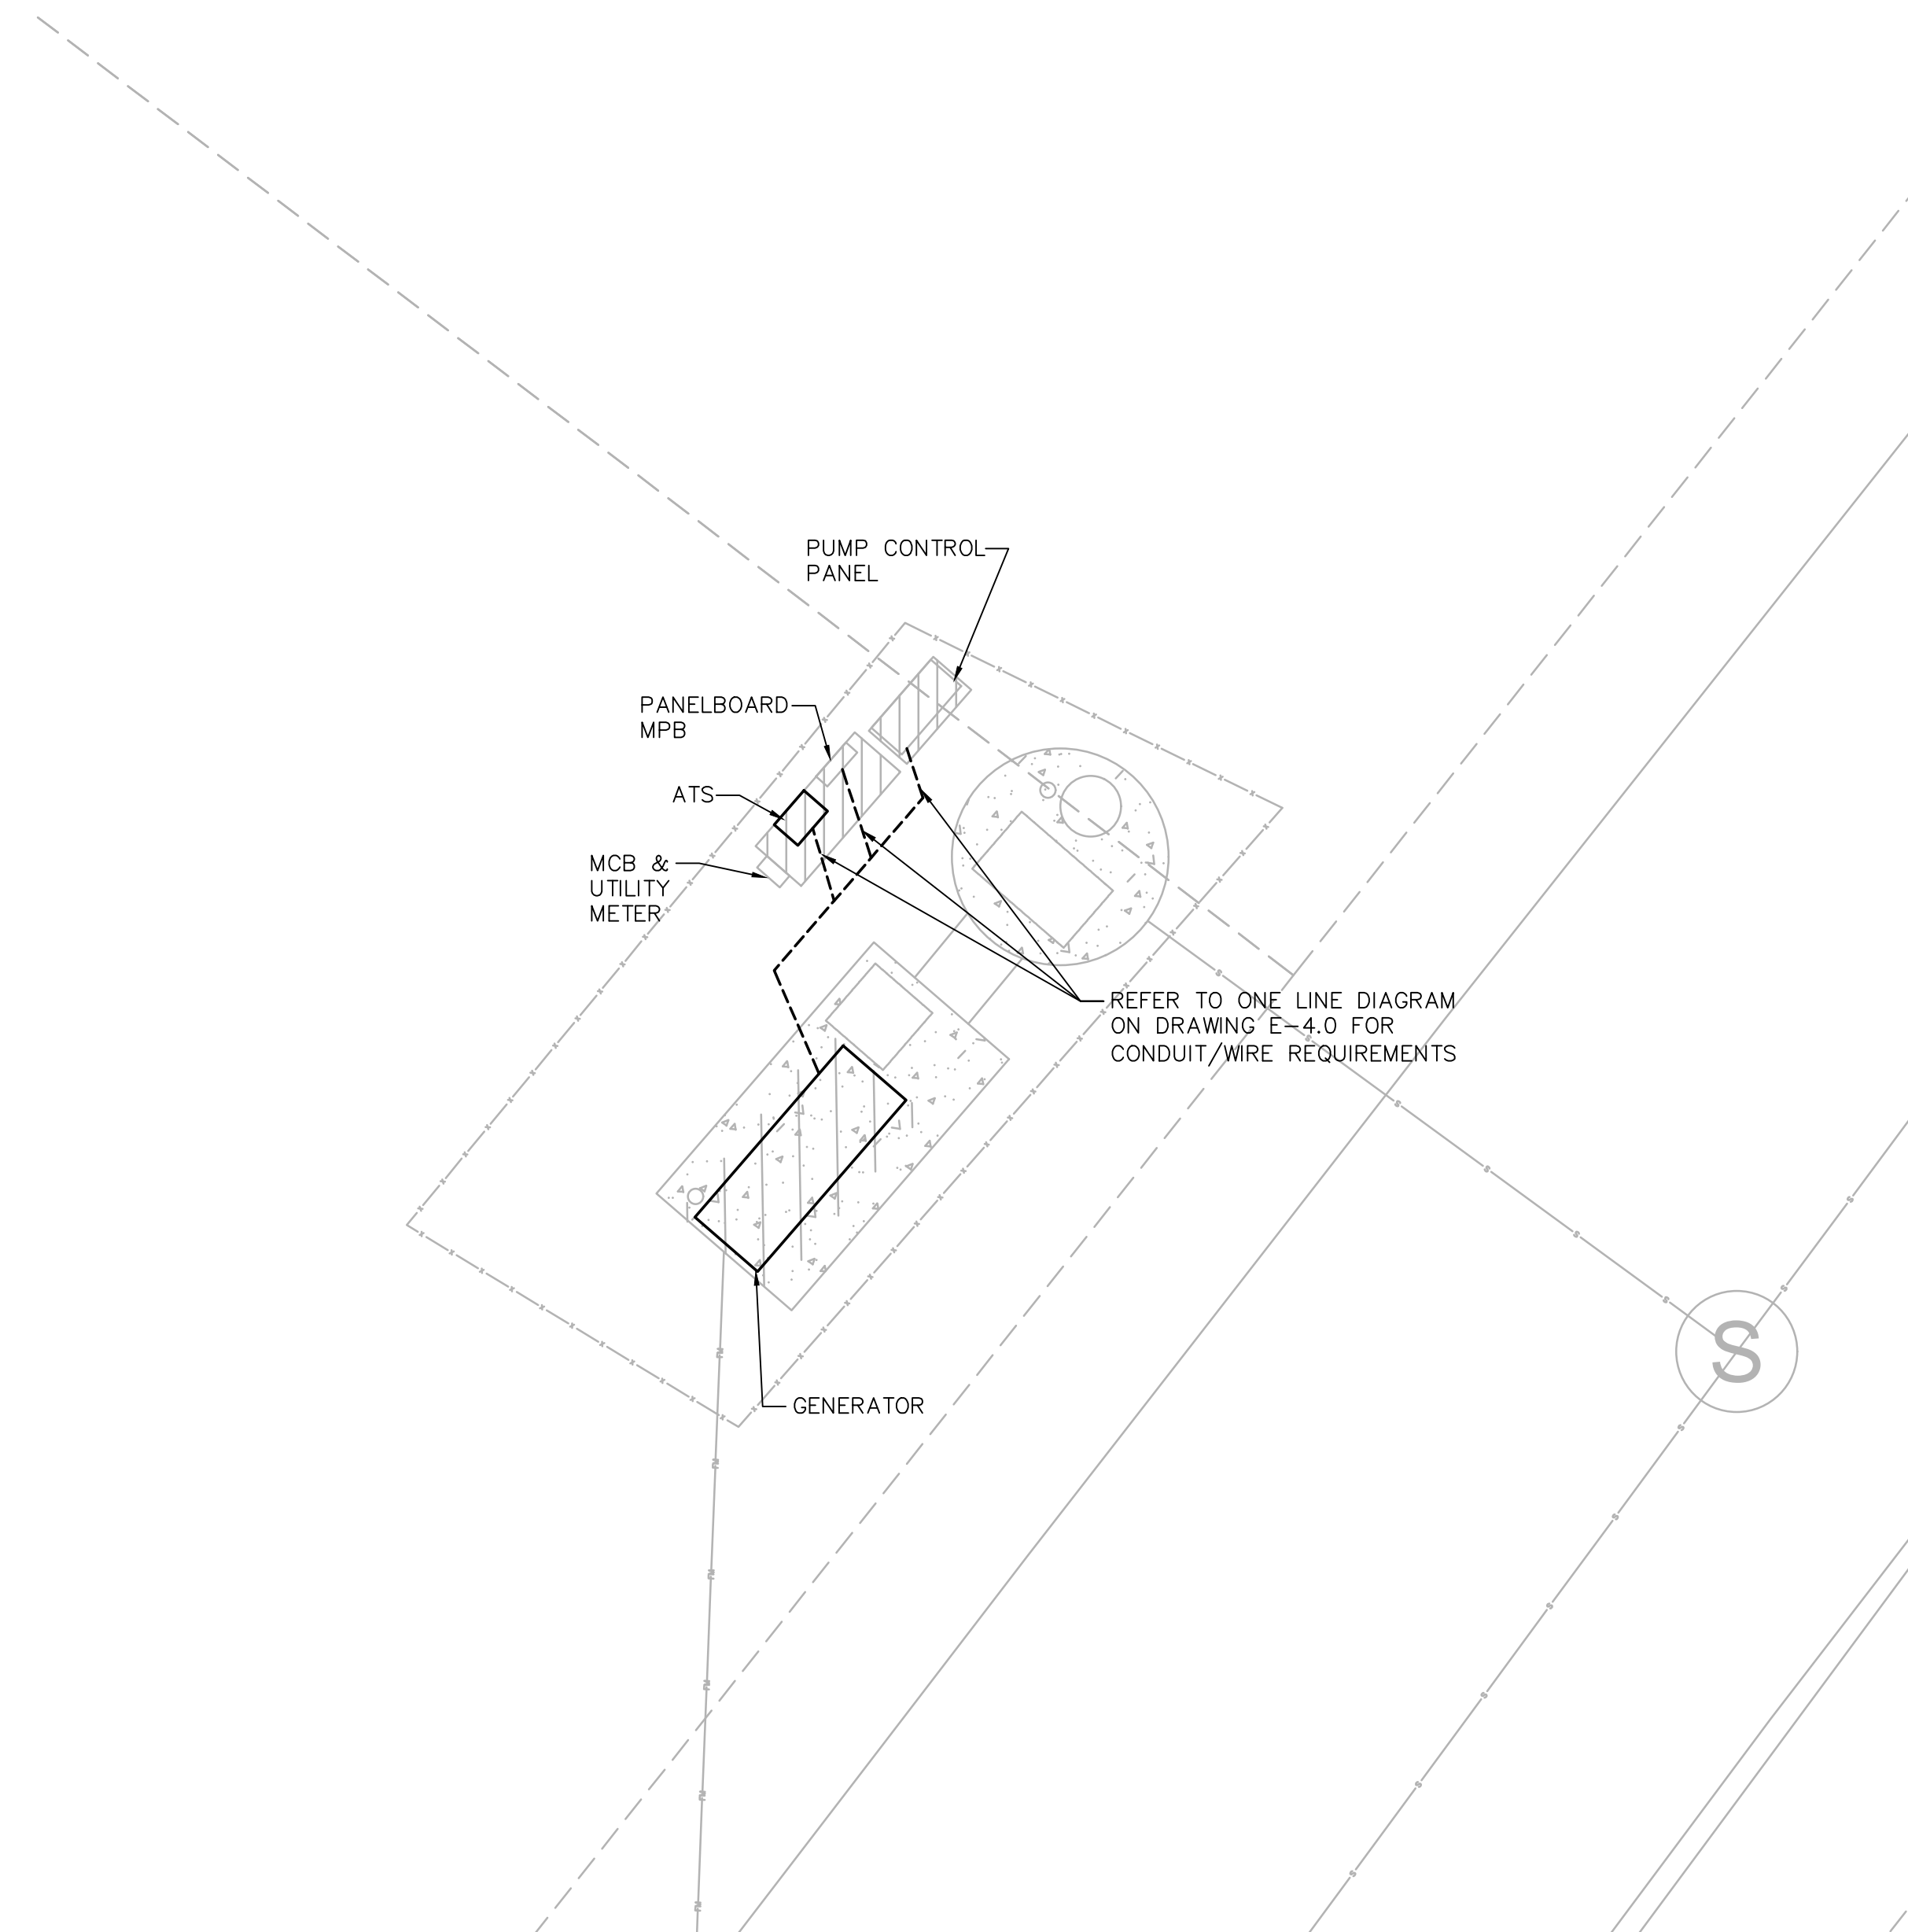 PUMP CONTROL
PANEL
PANELBOARD
MPB
ATS
MCB &
UTILITY
METER
REFER TO ONE LINE DIAGRAM
ON DRAWING E-4.0 FOR
CONDUIT/WIRE REQUIREMENTS
GENERATOR
S